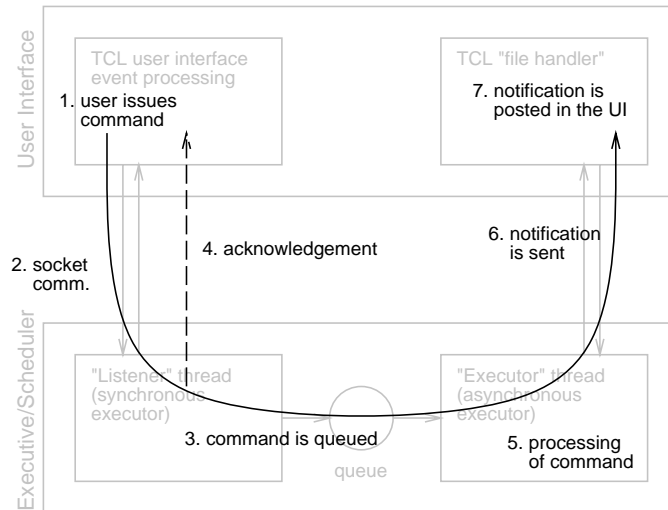 User Interface
TCL user interface
event processing
1. user issues
command
TCL "file handler"
7. notification is
posted in the UI
2. socket
comm.
4. acknowledgement
6. notification
is sent
Executive/Scheduler
"Listener" thread
(synchronous
executor)
3. command is queued
queue
"Executor" thread
(asynchronous
executor)
5. processing
of command